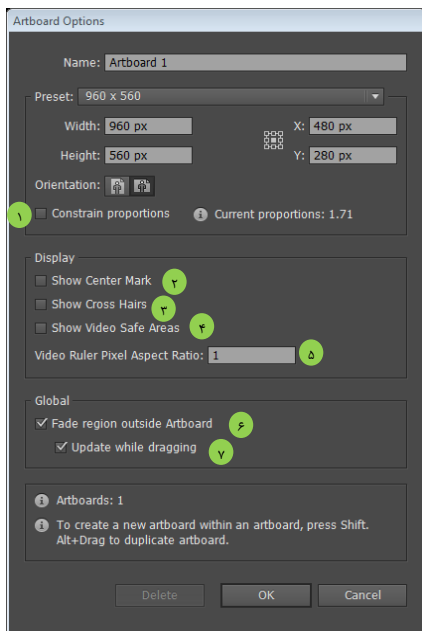 Artboard Options
Name: Artboard 1
Preset: 960 x 560
Width: 960 px X: 480 px
Height: 560 px Y: 280 px
Orientation:
۱ Constrain proportions Current proportions: 1.71
Display
Show Center Mark ۲
Show Cross Hairs ۳
Show Video Safe Areas ۴
Video Ruler Pixel Aspect Ratio: 1 ۵
Global
Fade region outside Artboard ۶
Update while dragging ۷
Artboards: 1
To create a new artboard within an artboard, press Shift.
Alt+Drag to duplicate artboard.
Delete OK Cancel